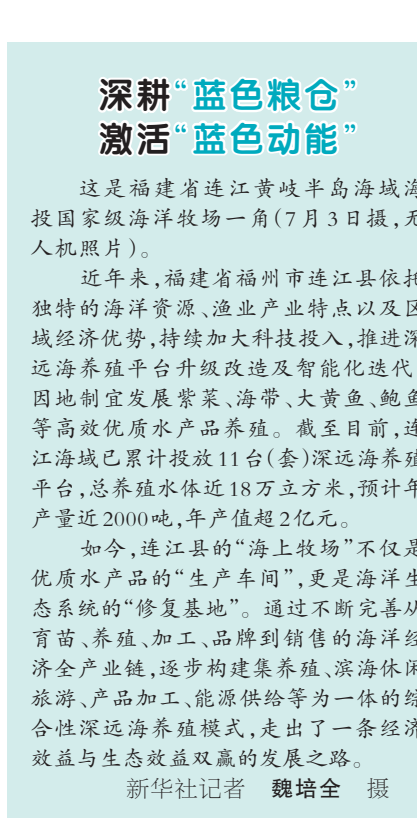 深耕“蓝色粮仓”
激活“蓝色动能”
这是福建省连江黄岐半岛海域海
投国家级海洋牧场一角(7月3日摄,无
人机照片)。
近年来,福建省福州市连江县依托
独特的海洋资源、渔业产业特点以及区
域经济优势,持续加大科技投入,推进深
远海养殖平台升级改造及智能化迭代,
因地制宜发展紫菜、海带、大黄鱼、鲍鱼
等高效优质水产品养殖。截至目前,连
江海域已累计投放11台(套)深远海养殖
平台,总养殖水体近18万立方米,预计年
产量近2000吨,年产值超2亿元。
如今,连江县的“海上牧场”不仅是
优质水产品的“生产车间”,更是海洋生
态系统的“修复基地”。通过不断完善从
育苗、养殖、加工、品牌到销售的海洋经
济全产业链,逐步构建集养殖、滨海休闲
旅游、产品加工、能源供给等为一体的综
合性深远海养殖模式,走出了一条经济
效益与生态效益双赢的发展之路。
新华社记者 魏培全 摄